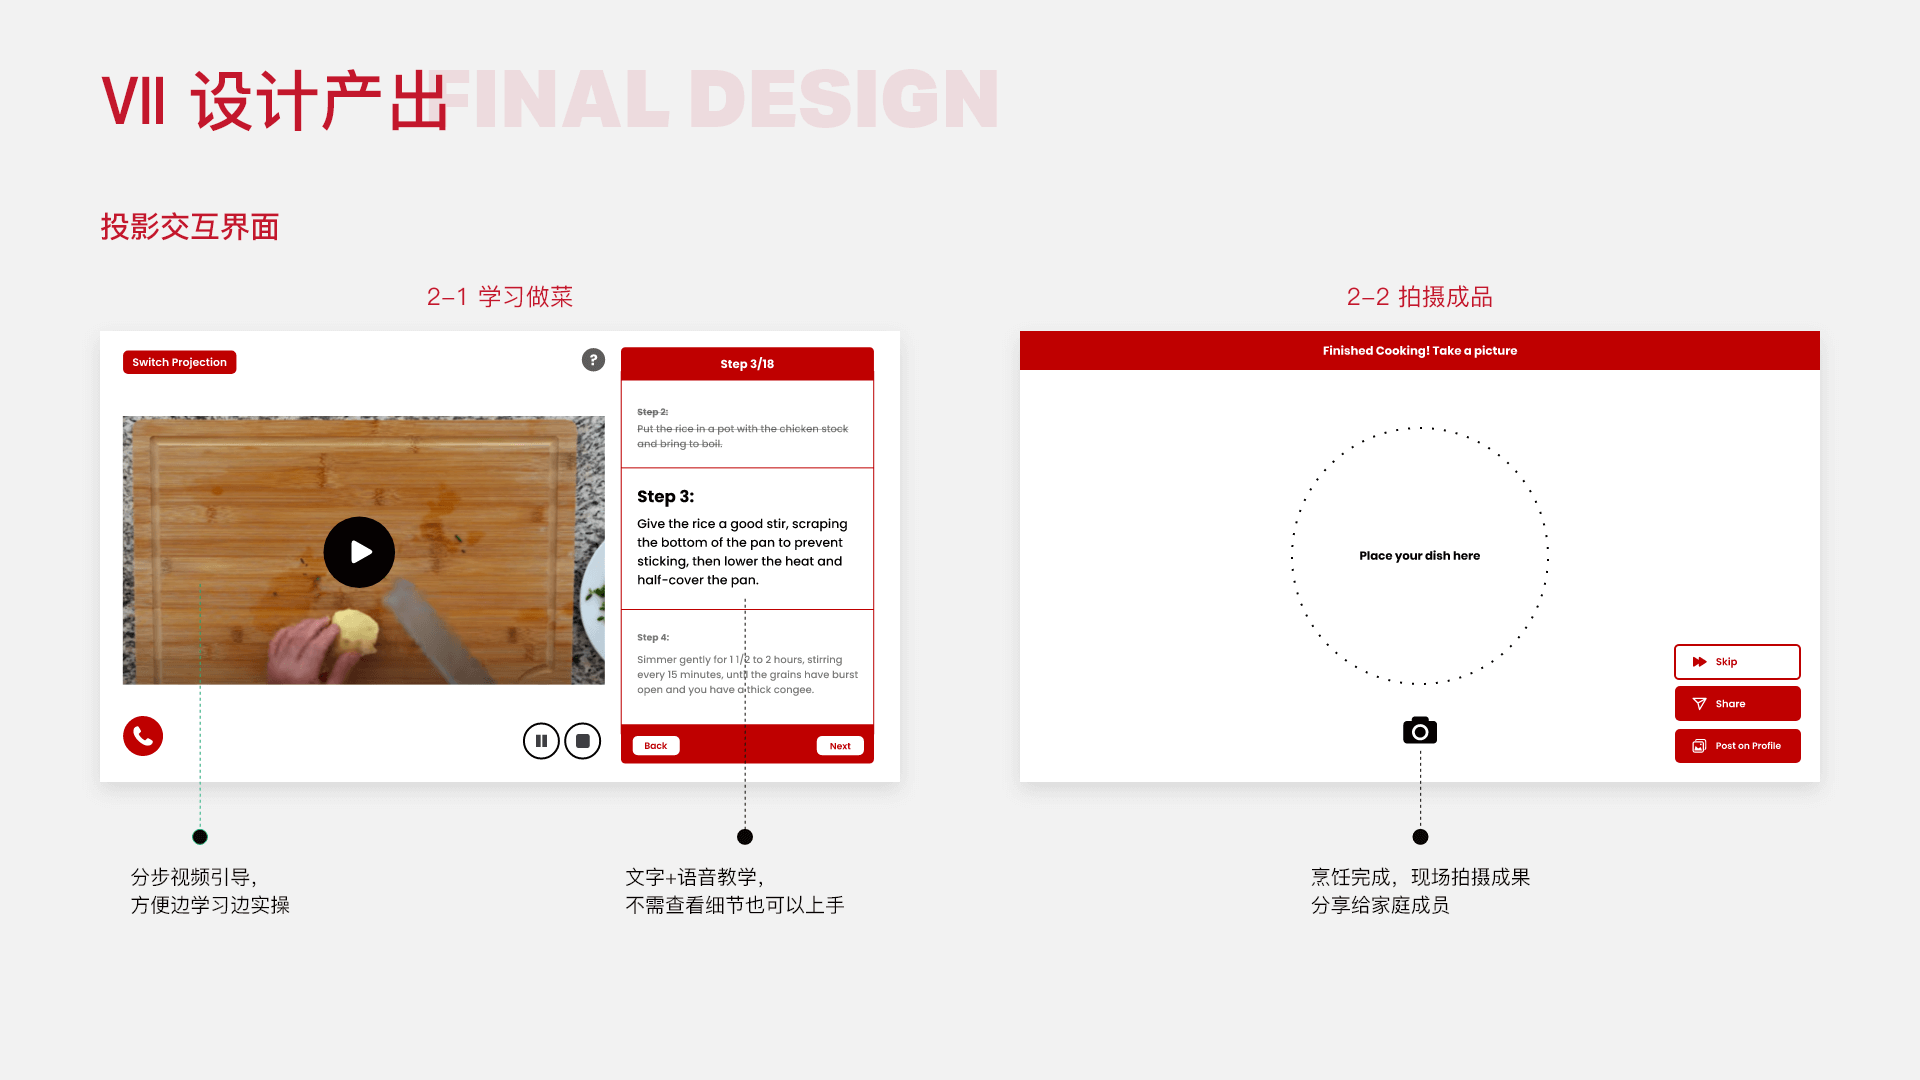 VII 设计产出
FINAL DESIGN
投影交互界面
2-1 学习做菜
Switch Projection
?
Step 3/18
Step 2:
Put the rice in a pot with the chicken stock
and bring to boil.
Step 3:
Give the rice a good stir, scraping
the bottom of the pan to prevent
sticking, then lower the heat and
half-cover the pan.
Step 4:
Simmer gently for 1 1/2 to 2 hours, stirring
every 15 minutes, until the grains have burst
open and you have a thick congee.
Back
Next
分步视频引导，
方便边学习边实操
文字+语音教学，
不需查看细节也可以上手
2-2 拍摄成品
Finished Cooking! Take a picture
Place your dish here
Skip
Share
Post on Profile
烹饪完成，现场拍摄成果
分享给家庭成员